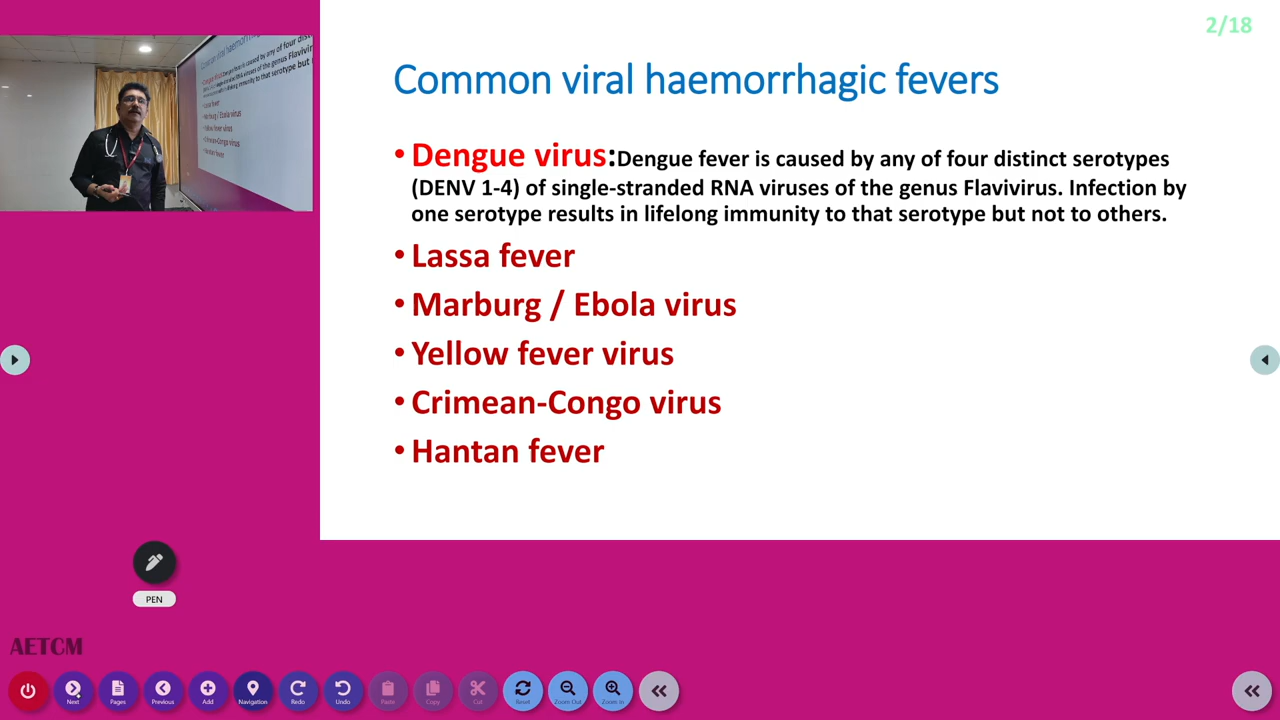 2/18
Common viral haemorrhagic fevers
• Dengue virus:Dengue fever is caused by any of four distinct serotypes
(DENV 1-4) of single-stranded RNA viruses of the genus Flavivirus. Infection by
one serotype results in lifelong immunity to that serotype but not to others.
• Lassa fever
• Marburg / Ebola virus
• Yellow fever virus
• Crimean-Congo virus
• Hantan fever
PEN
AETCM
Next Pages Previous Add Navigation Redo Undo Paste Copy Cut Reset Zoom Out Zoom In